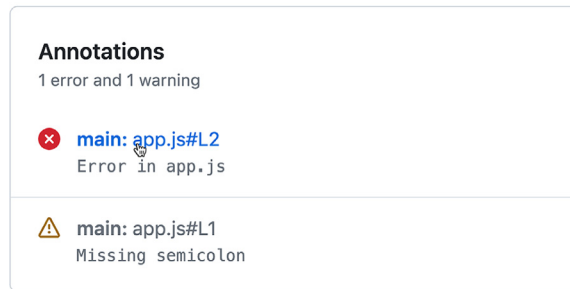 Annotations
1 error and 1 warning
main: app.js#L2
Error in app.js
main: app.js#L1
Missing semicolon